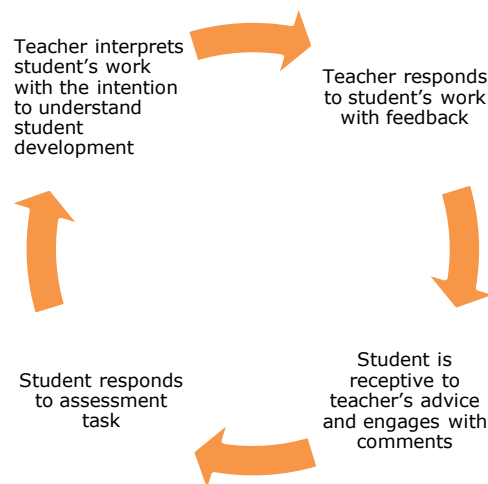 Teacher interprets
student’s work
with the intention
to understand
student
development
Teacher responds
to student’s work
with feedback
Student is
receptive to
teacher’s advice
and engages with
comments
Student responds
to assessment
task